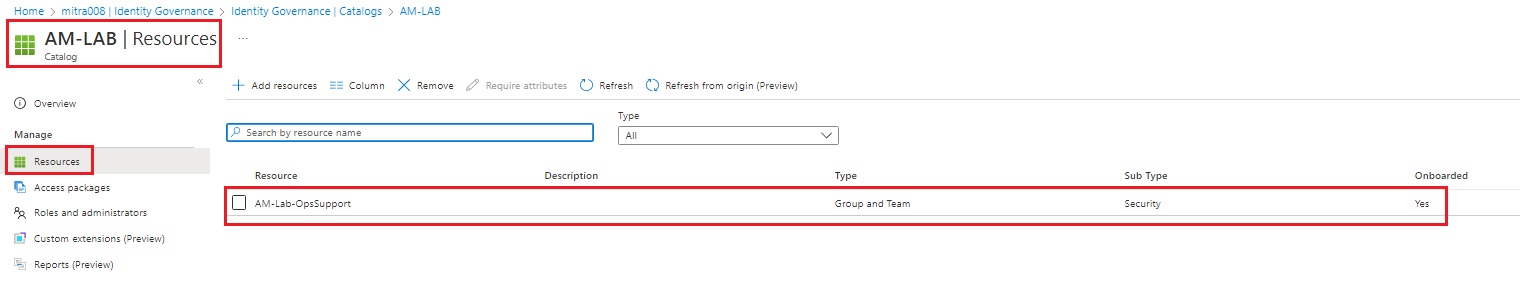 Home > mitra008 | Identity Governance > Identity Governance | Catalogs > AM-LAB
AM-LAB | Resources ...
Catalog
«
Add resources Column Remove Require attributes Refresh Refresh from origin (Preview)
Overview
Type
Search by resource name All
Manage
Resources
Access packages
Roles and administrators
Custom extensions (Preview)
Reports (Preview)
Resource Description Type Sub Type Onboarded
AM-Lab-OpsSupport Group and Team Security Yes